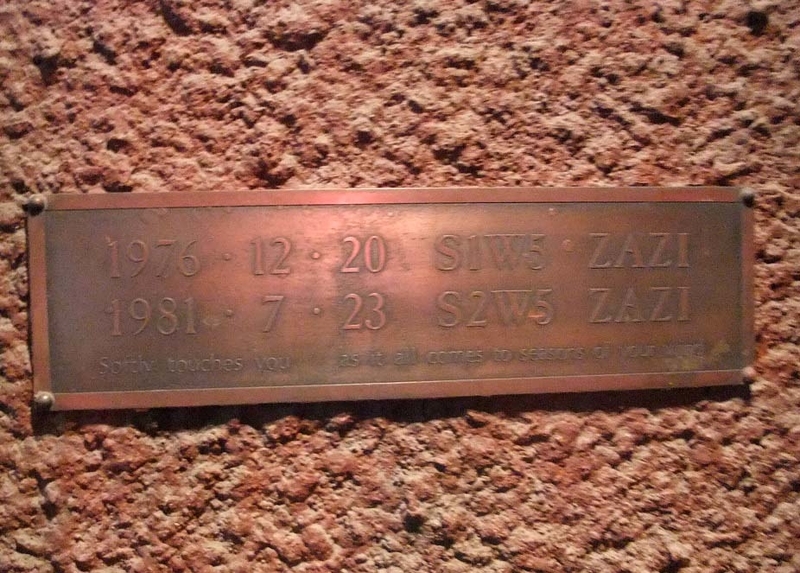 1976 · 12 · 20 S1W5 ZAZI
1981 · 7 · 23 S2W5 ZAZI
Softly touches you as it all comes to seasons of your